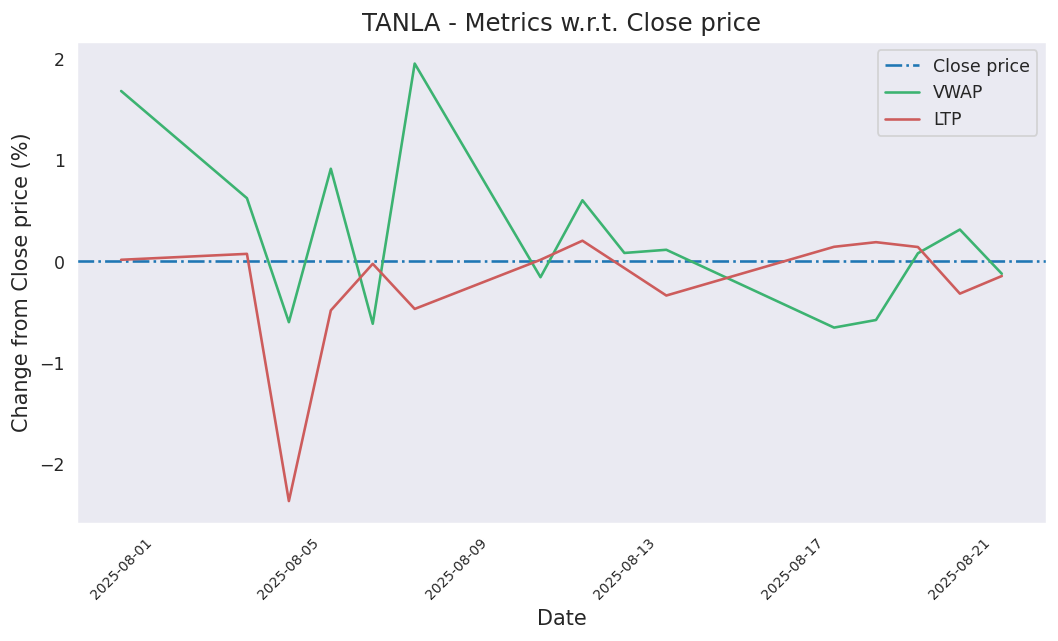 TANLA - Metrics w.r.t. Close price
Change from Close price (%)
2
1
0
−1
−2
Close price
VWAP
LTP
2025-08-01
2025-08-05
2025-08-09
2025-08-13
2025-08-17
2025-08-21
Date